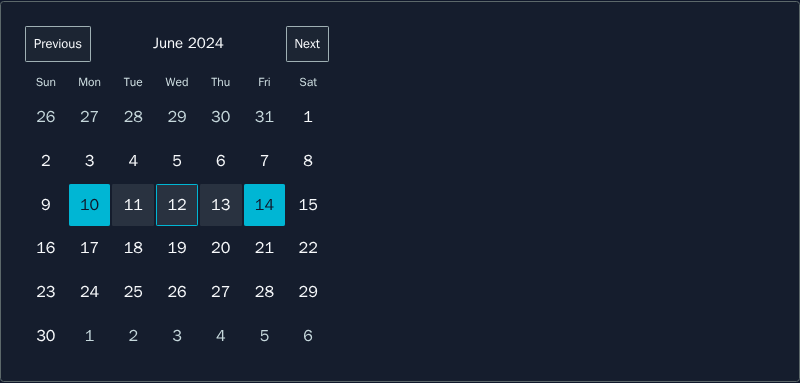 Previous June 2024 Next
Sun Mon Tue Wed Thu Fri Sat
26 27 28 29 30 31 1
2 3 4 5 6 7 8
9 10 11 12 13 14 15
16 17 18 19 20 21 22
23 24 25 26 27 28 29
30 1 2 3 4 5 6